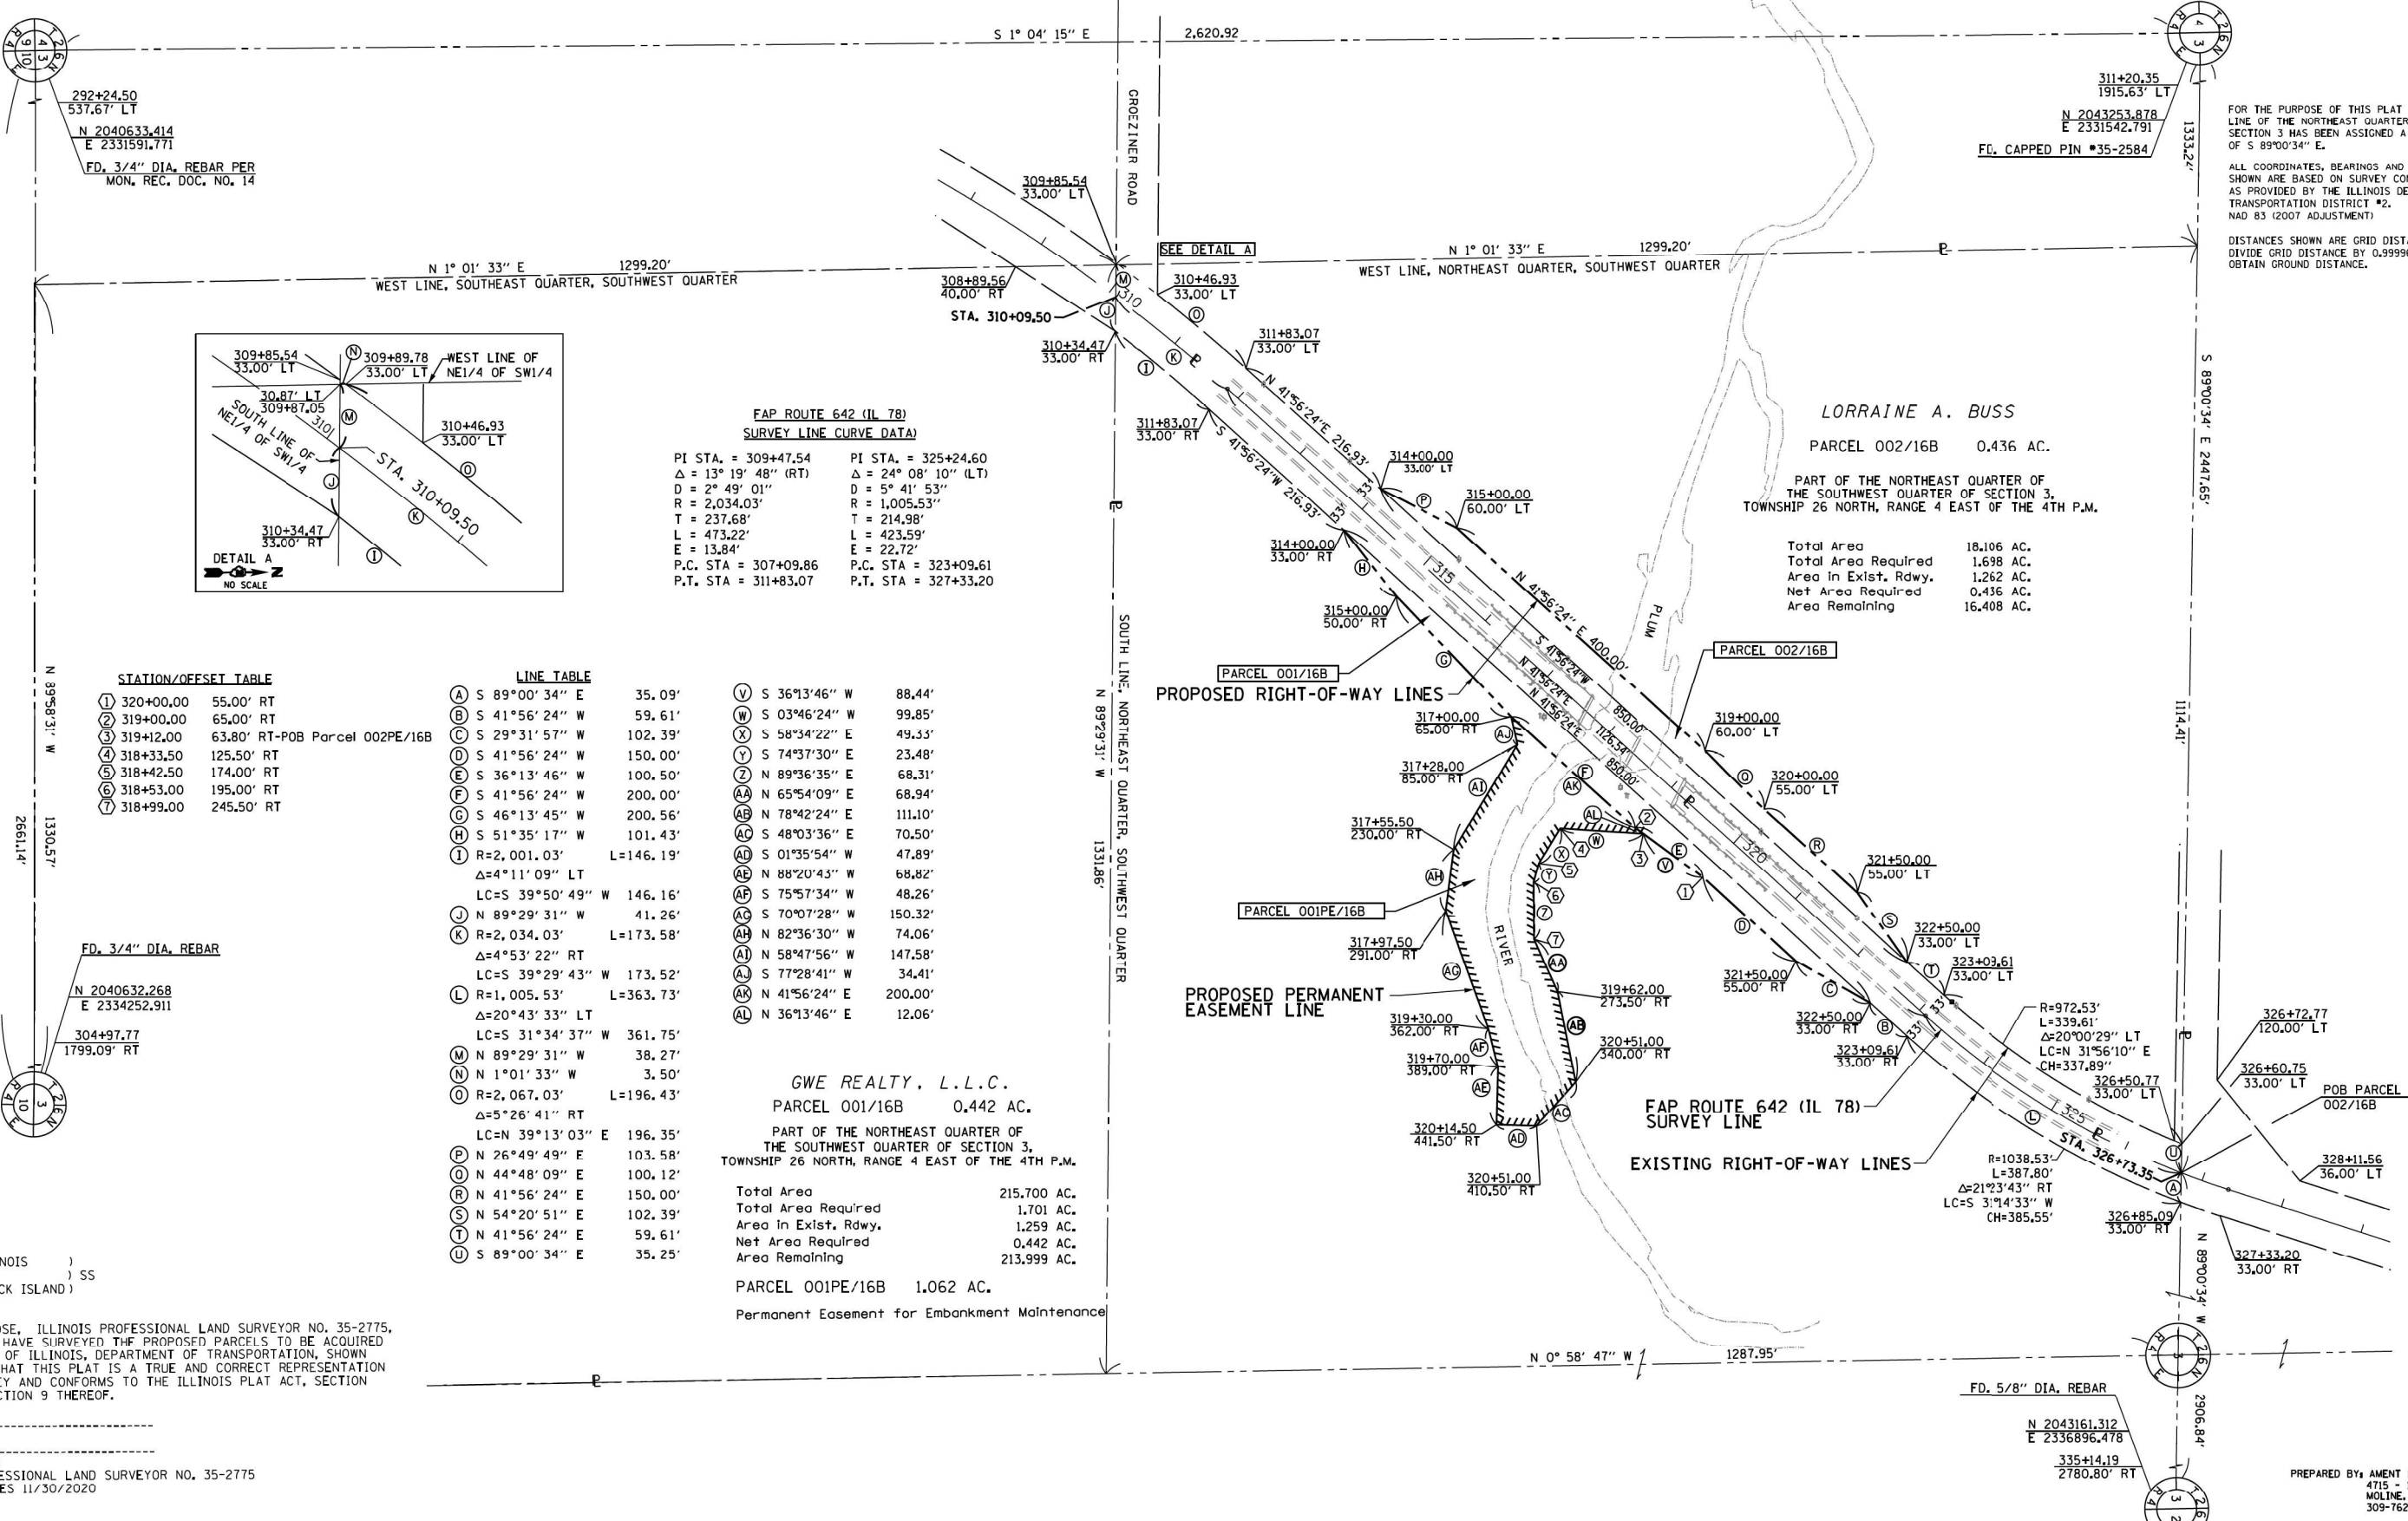 S 1° 04' 15'' E 2,620.92
292+24.50
537.67' LT
N 2040633.414
E 2331591.771
FD. 3/4'' DIA. REBAR PER
MON. REC. DOC. NO. 14
GROEZINER ROAD
311+20.35
1915.63' LT
N 2043253.878
E 2331542.791
FD. CAPPED PIN #35-2584
1333.24'
FOR THE PURPOSE OF THIS PLAT
LINE OF THE NORTHEAST QUARTER
SECTION 3 HAS BEEN ASSIGNED A
OF S 89°00'34'' E.
ALL COORDINATES, BEARINGS AND
SHOWN ARE BASED ON SURVEY
AS PROVIDED BY THE ILLINOIS
TRANSPORTATION DISTRICT #2.
NAD 83 (2007 ADJUSTMENT)
DISTANCES SHOWN ARE GRID
DIVIDE GRID DISTANCE BY
OBTAIN GROUND DISTANCE.
N 1° 01' 33'' E 1299.20'
WEST LINE, SOUTHEAST QUARTER, SOUTHWEST QUARTER
309+85.54
33.00' LT
SEE DETAIL A
N 1° 01' 33'' E 1299.20'
WEST LINE, NORTHEAST QUARTER, SOUTHWEST QUARTER
308+89.56
40.00' RT
STA. 310+09.50
310+46.93
33.00' LT
310+34.47
33.00' RT
311+83.07
33.00' LT
311+83.07
33.00' RT
309+85.54
33.00' LT
N
309+89.78
33.00' LT
WEST LINE OF
NE1/4 OF SW1/4
30.87' LT
309+87.05
SOUTH LINE OF
NE1/4 OF SW1/4
310
M
310+46.93
33.00' LT
STA. 310+09.50
J
O
K
310+34.47
33.00' RT
I
DETAIL A
NO SCALE
FAP ROUTE 642 (IL 78)
SURVEY LINE CURVE DATA)
PI STA. = 309+47.54 PI STA. = 325+24.60
Δ = 13° 19' 48'' (RT) Δ = 24° 08' 10'' (LT)
D = 2° 49' 01'' D = 5° 41' 53''
R = 2,034.03' R = 1,005.53''
T = 237.68' T = 214.98'
L = 473.22' L = 423.59'
E = 13.84' E = 22.72'
P.C. STA = 307+09.86 P.C. STA = 323+09.61
P.T. STA = 311+83.07 P.T. STA = 327+33.20
N 41°56'24''E 216.93'
S 41°56'24''W 216.93'
314+00.00
33.00' LT
315+00.00
60.00' LT
314+00.00
33.00' RT
315+00.00
50.00' RT
LORRAINE A. BUSS
PARCEL 002/16B 0.436 AC.
PART OF THE NORTHEAST QUARTER OF
THE SOUTHWEST QUARTER OF SECTION 3,
TOWNSHIP 26 NORTH, RANGE 4 EAST OF THE 4TH P.M.
Total Area 18.106 AC.
Total Area Required 1.698 AC.
Area in Exist. Rdwy. 1.262 AC.
Net Area Required 0.436 AC.
Area Remaining 16.408 AC.
S 89°00'34' E 2447.65'
1114.41'
N 89°58'31' W
1330.57'
2661.14'
STATION/OFFSET TABLE
1 320+00.00 55.00' RT
2 319+00.00 65.00' RT
3 319+12.00 63.80' RT-POB Parcel 002PE/16B
4 318+33.50 125.50' RT
5 318+42.50 174.00' RT
6 318+53.00 195.00' RT
7 318+99.00 245.50' RT
LINE TABLE
A S 89°00'34'' E 35.09'
B S 41°56'24'' W 59.61'
C S 29°31'57'' W 102.39'
D S 41°56'24'' W 150.00'
E S 36°13'46'' W 100.50'
F S 41°56'24'' W 200.00'
G S 46°13'45'' W 200.56'
H S 51°35'17'' W 101.43'
I R=2,001.03' L=146.19'
Δ=4°11'09'' LT
LC=S 39°50'49'' W 146.16'
J N 89°29'31'' W 41.26'
K R=2,034.03' L=173.58'
Δ=4°53'22'' RT
LC=S 39°29'43'' W 173.52'
L R=1,005.53' L=363.73'
Δ=20°43'33'' LT
LC=S 31°34'37'' W 361.75'
M N 89°29'31'' W 38.27'
N N 1°01'33'' W 3.50'
O R=2,067.03' L=196.43'
Δ=5°26'41'' RT
LC=N 39°13'03'' E 196.35'
P N 26°49'49'' E 103.58'
Q N 44°48'09'' E 100.12'
R N 41°56'24'' E 150.00'
S N 54°20'51'' E 102.39'
T N 41°56'24'' E 59.61'
U S 89°00'34'' E 35.25'
V S 36°13'46'' W 88.44'
W S 03°46'24'' W 99.85'
X S 58°34'22'' E 49.33'
Y S 74°37'30'' E 23.48'
Z N 89°36'35'' E 68.31'
AA N 65°54'09'' E 68.94'
AB N 78°42'24'' E 111.10'
AC S 48°03'36'' E 70.50'
AD S 01°35'54'' W 47.89'
AE N 88°20'43'' W 68.82'
AF S 75°57'34'' W 48.26'
AG S 70°07'28'' W 150.32'
AH N 82°36'30'' W 74.06'
AI N 58°47'56'' W 147.58'
AJ S 77°28'41'' W 34.41'
AK N 41°56'24'' E 200.00'
AL N 36°13'46'' E 12.06'
SOUTH LINE, NORTHEAST QUARTER, SOUTHWEST QUARTER
N 89°29'31' W 1331.86'
PARCEL 001/16B
PROPOSED RIGHT-OF-WAY LINES
PARCEL 002/16B
PLUM
RIVER
N 41°56'24'' E 400.00'
S 41°56'24''W 850.00'
N 41°56'24''E 1126.54'
N 41°56'24''E 850.00'
317+00.00
65.00' RT
317+28.00
85.00' RT
317+55.50
230.00' RT
PARCEL 001PE/16B
317+97.50
291.00' RT
PROPOSED PERMANENT
EASEMENT LINE
319+30.00
362.00' RT
319+70.00
389.00' RT
320+14.50
441.50' RT
320+51.00
410.50' RT
319+62.00
273.50' RT
320+51.00
340.00' RT
319+00.00
60.00' LT
320+00.00
55.00' LT
321+50.00
55.00' LT
322+50.00
33.00' LT
323+09.61
33.00' LT
321+50.00
55.00' RT
322+50.00
33.00' RT
323+09.61
33.00' RT
R=972.53'
L=339.61'
Δ=20°00'29'' LT
LC=N 31°56'10'' E
CH=337.89''
326+72.77
120.00' LT
326+60.75
33.00' LT
326+50.77
33.00' LT
POB PARCEL
002/16B
FAP ROUTE 642 (IL 78)
SURVEY LINE
EXISTING RIGHT-OF-WAY LINES
STA. 326+73.35
R=1038.53'
L=387.80'
Δ=21°23'43'' RT
LC=S 31°14'33'' W
CH=385.55'
326+85.09
33.00' RT
328+11.56
36.00' LT
327+33.20
33.00' RT
N 89°00'34' W
2906.84'
FD. 3/4'' DIA. REBAR
N 2040632.268
E 2334252.911
304+97.77
1799.09' RT
GWE REALTY, L.L.C.
PARCEL 001/16B 0.442 AC.
PART OF THE NORTHEAST QUARTER OF
THE SOUTHWEST QUARTER OF SECTION 3,
TOWNSHIP 26 NORTH, RANGE 4 EAST OF THE 4TH P.M.
Total Area 215.700 AC.
Total Area Required 1.701 AC.
Area in Exist. Rdwy. 1.259 AC.
Net Area Required 0.442 AC.
Area Remaining 213.999 AC.
PARCEL 001PE/16B 1.062 AC.
Permanent Easement for Embankment Maintenance
NOIS )
) SS
CK ISLAND )
OSE, ILLINOIS PROFESSIONAL LAND SURVEYOR NO. 35-2775,
HAVE SURVEYED THE PROPOSED PARCELS TO BE ACQUIRED
OF ILLINOIS, DEPARTMENT OF TRANSPORTATION, SHOWN
HAT THIS PLAT IS A TRUE AND CORRECT REPRESENTATION
EY AND CONFORMS TO THE ILLINOIS PLAT ACT, SECTION
CTION 9 THEREOF.
ESSIONAL LAND SURVEYOR NO. 35-2775
ES 11/30/2020
N 0° 58' 47'' W 1287.95'
FD. 5/8'' DIA. REBAR
N 2043161.312
E 2336896.478
335+14.19
2780.80' RT
PREPARED BY: AMENT
4715 -
MOLINE,
309-762